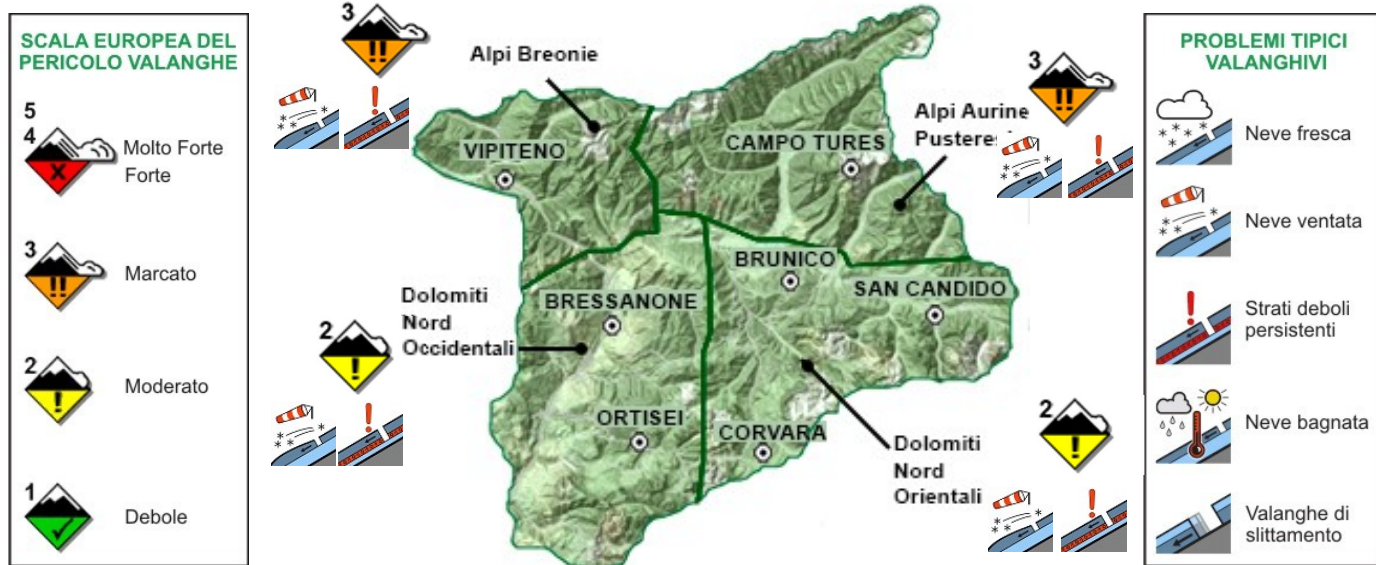 SCALA EUROPEA DEL
PERICOLO VALANGHE
5
4
Molto Forte
Forte
3
Marcato
2
Moderato
1
Debole
3
Alpi Breonie
VIPITENO
CAMPO TURES
Alpi Aurine
3
BRUNICO
SAN CANDIDO
BRESSANONE
Dolomiti
Nord
Occidentali
2
ORTISEI
CORVARA
Dolomiti
Nord
Orientali
2
PROBLEMI TIPICI
VALANGHIVI
Neve fresca
Neve ventata
Strati deboli
persistenti
Neve bagnata
Valanghe di
slittamento